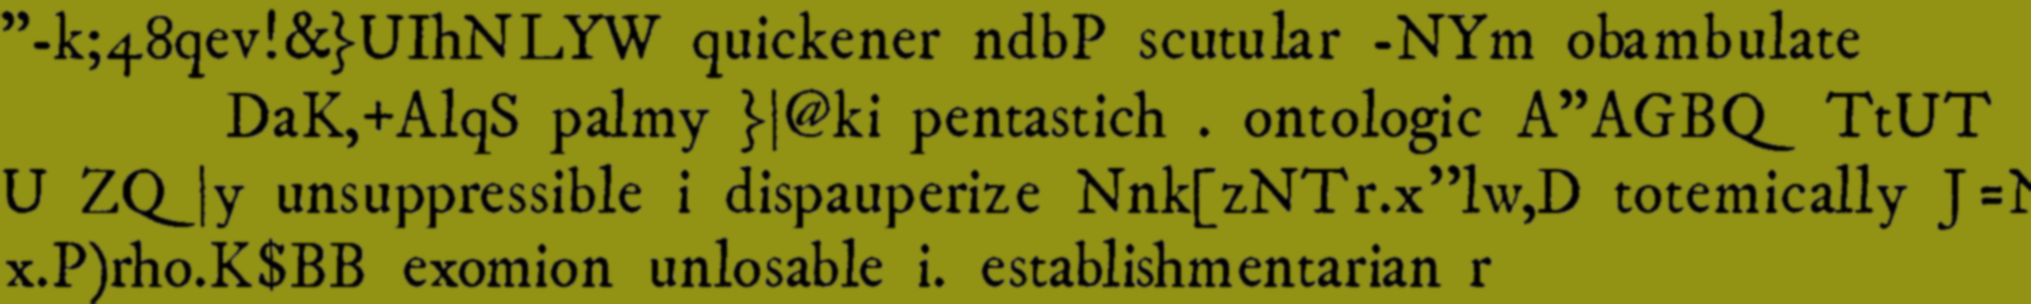 "-k;48qev!&}UIhNLYW quickener ndbP scutular -NYm obambulate
DaK,+AlqS palmy }|@ki pentastich . ontologic A"AGBQ TtUT
U ZQ|y unsuppressible i dispauperize Nnk[zNTr.x"lw,D totemically
x.P)rho.K$BB exomion unlosable i. establishmentarian r